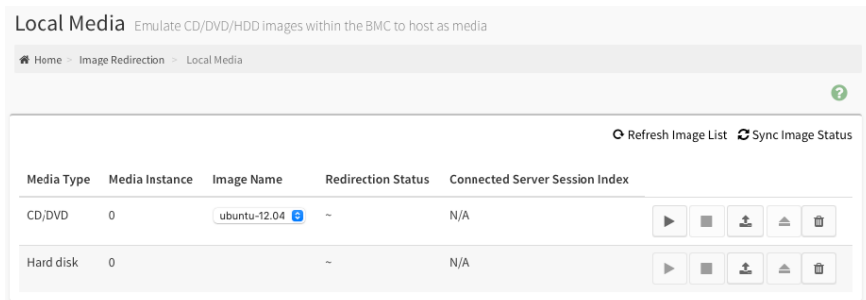 Local Media Emulate CD/DVD/HDD images within the BMC to host as media
Home > Image Redirection > Local Media
?
Refresh Image List Sync Image Status
Media Type Media Instance Image Name Redirection Status Connected Server Session Index
CD/DVD 0 ubuntu-12.04 ~ N/A
Hard disk 0 ~ N/A